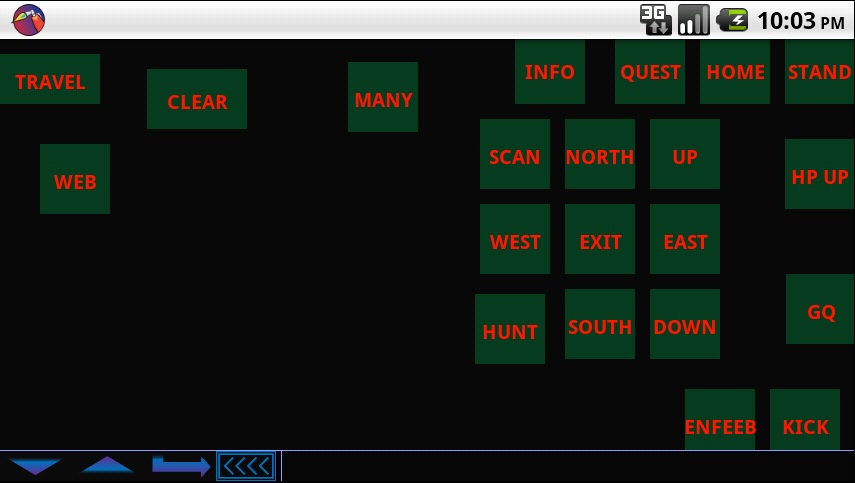 3G 10:03 PM
TRAVEL
CLEAR
MANY
INFO
QUEST
HOME
STAND
WEB
SCAN
NORTH
UP
HP UP
WEST
EXIT
EAST
HUNT
SOUTH
DOWN
GQ
ENFEEB
KICK